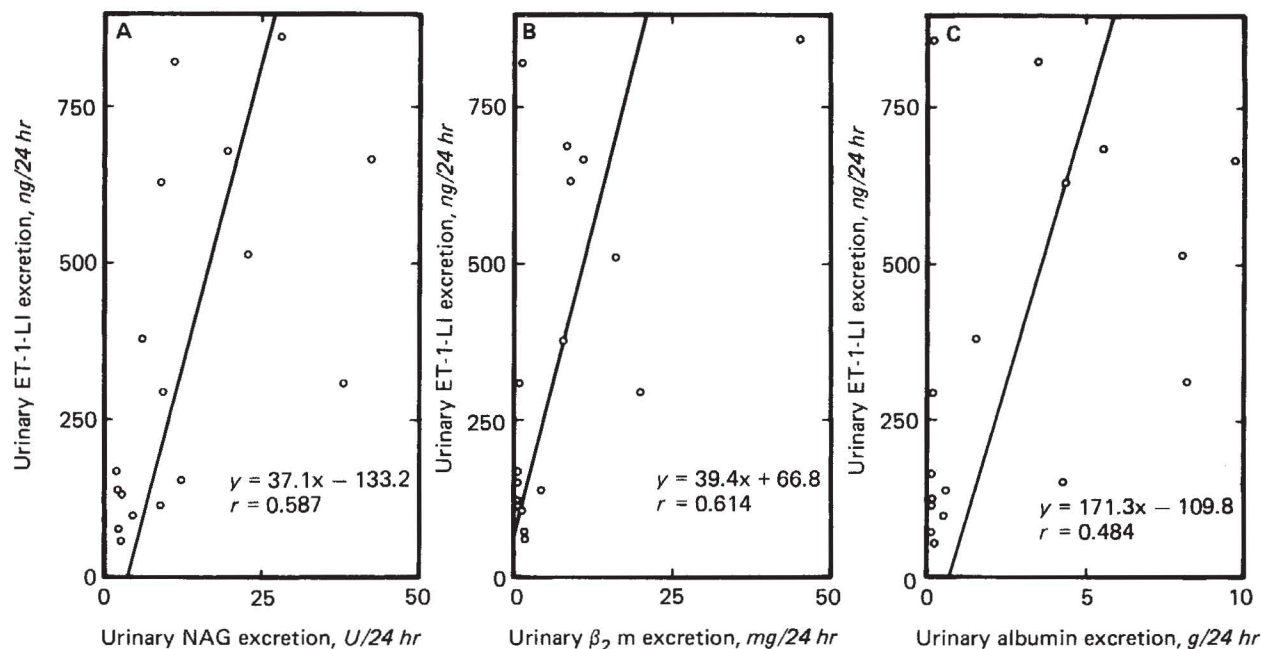 A
Urinary ET-1-LI excretion, ng/24 hr
750
500
250
0
y = 37.1x − 133.2
r = 0.587
0 25 50
Urinary NAG excretion, U/24 hr
B
Urinary ET-1-LI excretion, ng/24 hr
750
500
250
0
y = 39.4x + 66.8
r = 0.614
0 25 50
Urinary β₂ m excretion, mg/24 hr
C
Urinary ET-1-LI excretion, ng/24 hr
750
500
250
0
y = 171.3x − 109.8
r = 0.484
0 5 10
Urinary albumin excretion, g/24 hr